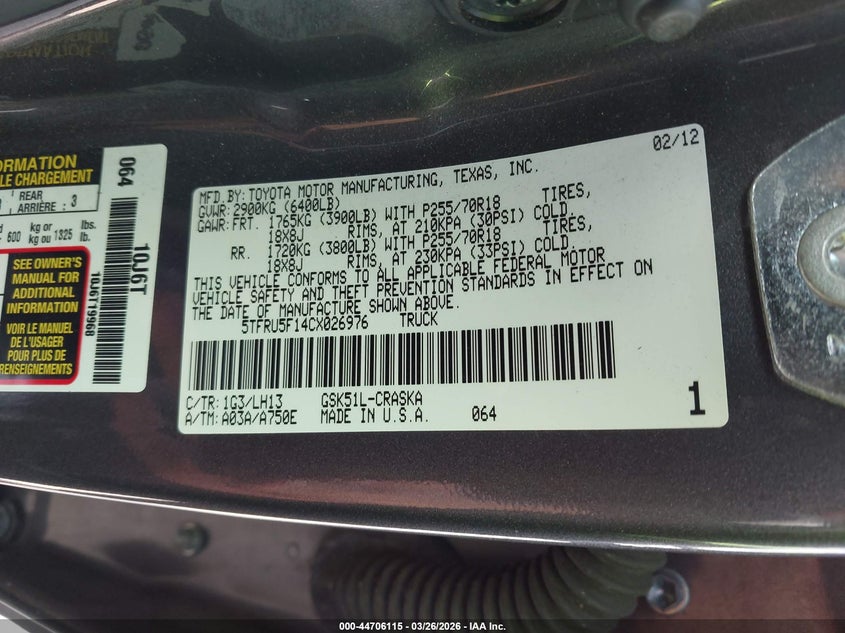 ORMATION
LE CHARGEMENT
REAR
ARRIÈRE : 3
kg or
600 kg ou 1325
lbs.
lb.
SEE OWNER'S
MANUAL FOR
ADDITIONAL
INFORMATION
VOIR LE MANUEL
DE L'USAGER
POUR PLUS DE
RENSEIGNEMENTS
064
10J6T
10J6T19968
02/12
MFD.BY: TOYOTA MOTOR MANUFACTURING, TEXAS, INC.
GVWR: 2900KG (6400LB)
GAWR: FRT. 1765KG (3900LB) WITH P255/70R18 TIRES,
18X8J RIMS, AT 210KPA (30PSI) COLD.
RR. 1720KG (3800LB) WITH P255/70R18 TIRES,
18X8J RIMS, AT 230KPA (33PSI) COLD.
THIS VEHICLE CONFORMS TO ALL APPLICABLE FEDERAL MOTOR
VEHICLE SAFETY AND THEFT PREVENTION STANDARDS IN EFFECT ON
THE DATE OF MANUFACTURE SHOWN ABOVE.
5TFRU5F14CX026976 TRUCK
C/TR: 1G3/LH13 GSK51L-CRASKA
A/TM: A03A/A750E MADE IN U.S.A. 064
1
000-44706115 - 03/26/2026 - IAA Inc.